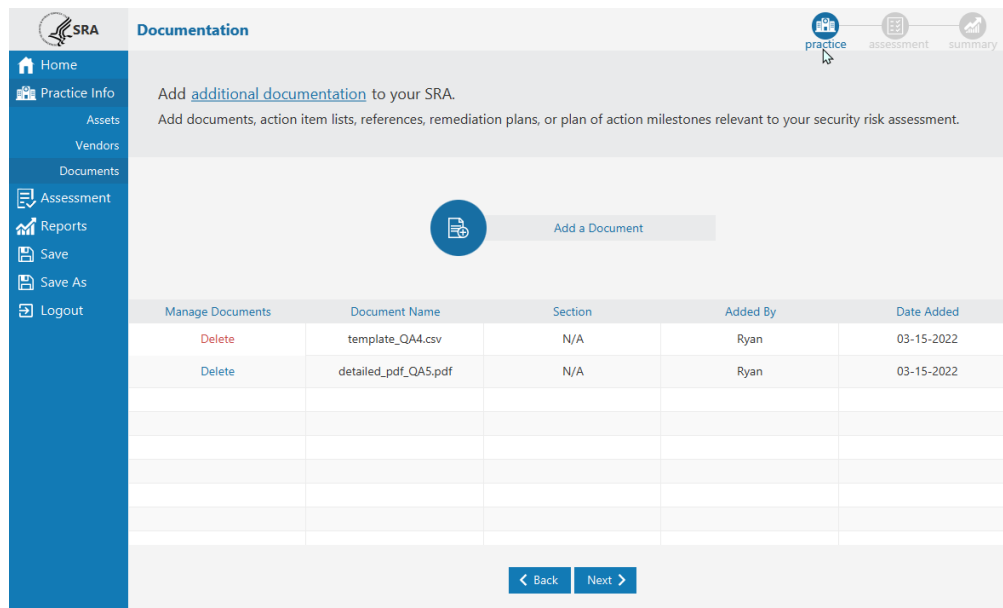 SRA
Documentation
practice
assessment
summary
Home
Practice Info
Assets
Vendors
Documents
Assessment
Reports
Save
Save As
Logout
Add additional documentation to your SRA.
Add documents, action item lists, references, remediation plans, or plan of action milestones relevant to your security risk assessment.
Add a Document
Manage Documents Document Name Section Added By Date Added
Delete template_QA4.csv N/A Ryan 03-15-2022
Delete detailed_pdf_QA5.pdf N/A Ryan 03-15-2022
Back
Next